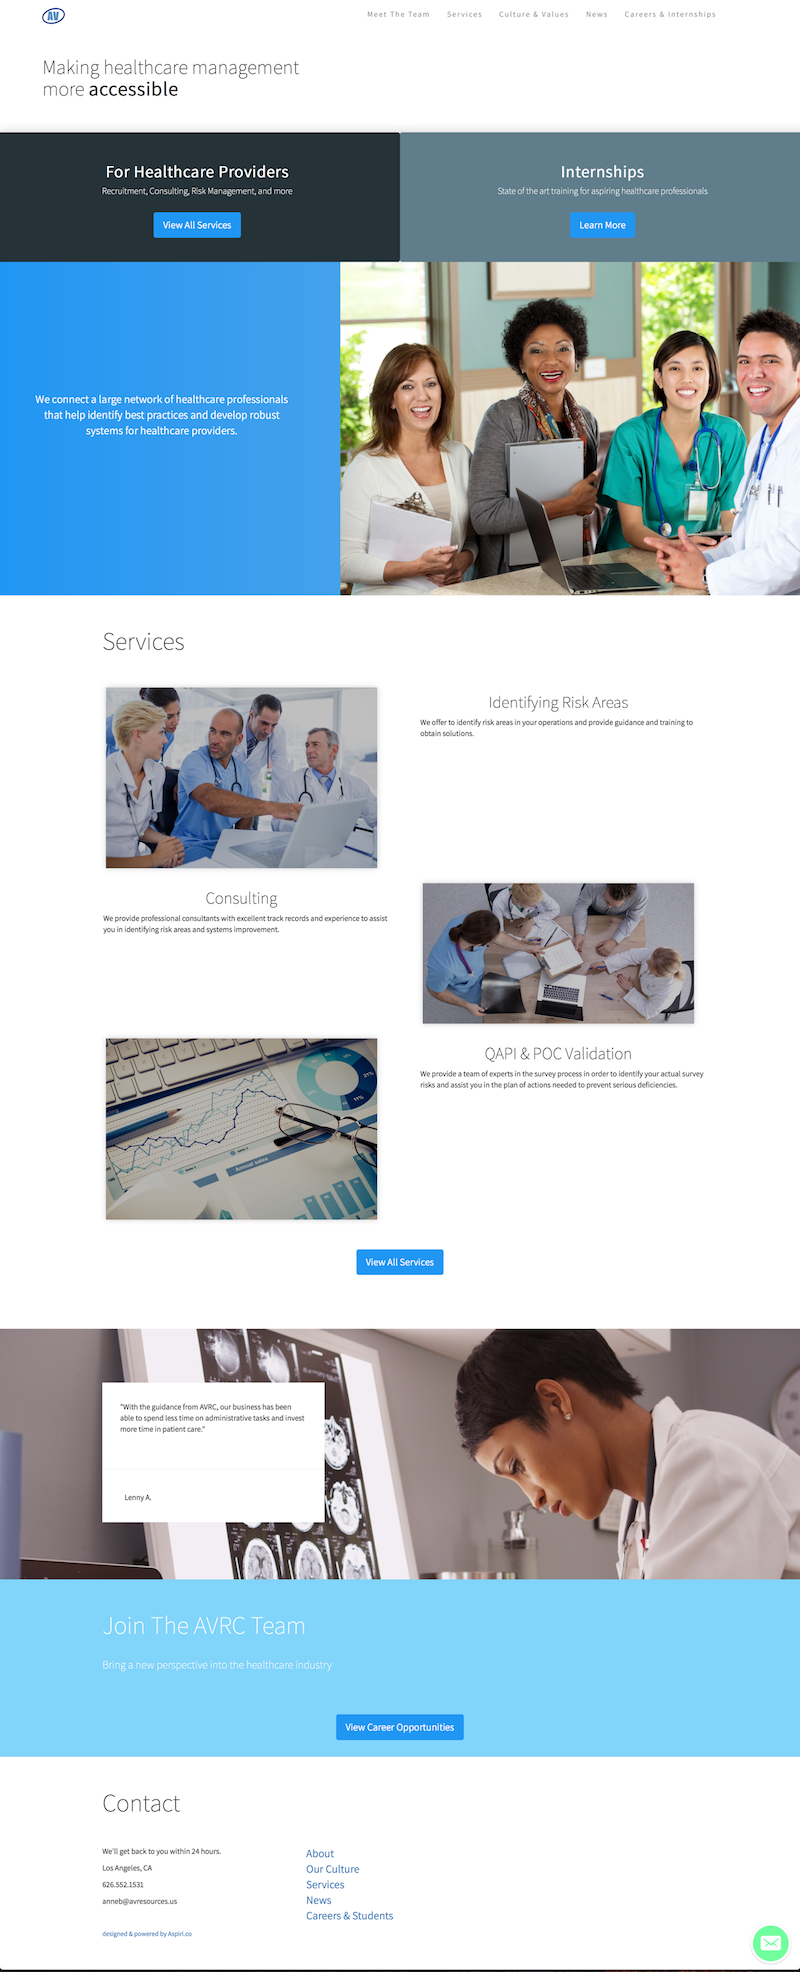 AV
Meet The Team
Services
Culture & Values
News
Careers & Internships
Making healthcare management
more accessible
For Healthcare Providers
Recruitment, Consulting, Risk Management, and more
View All Services
Internships
State of the art training for aspiring healthcare professionals
Learn More
We connect a large network of healthcare professionals
that help identify best practices and develop robust
systems for healthcare providers.
Services
Identifying Risk Areas
We offer to identify risk areas in your operations and provide guidance and training to
obtain solutions.
Consulting
We provide professional consultants with excellent track records and experience to assist
you in identifying risk areas and systems improvement.
QAPI & POC Validation
We provide a team of experts in the survey process in order to identify your actual survey
risks and assist you in the plan of actions needed to prevent serious deficiencies.
Annual sales
View All Services
"With the guidance from AVRC, our business has been
able to spend less time on administrative tasks and invest
more time in patient care."
Lenny A.
Join The AVRC Team
Bring a new perspective into the healthcare industry
View Career Opportunities
Contact
We'll get back to you within 24 hours.
Los Angeles, CA
626.552.1531
anneb@avresources.us
designed & powered by Aspiri.co
About
Our Culture
Services
News
Careers & Students